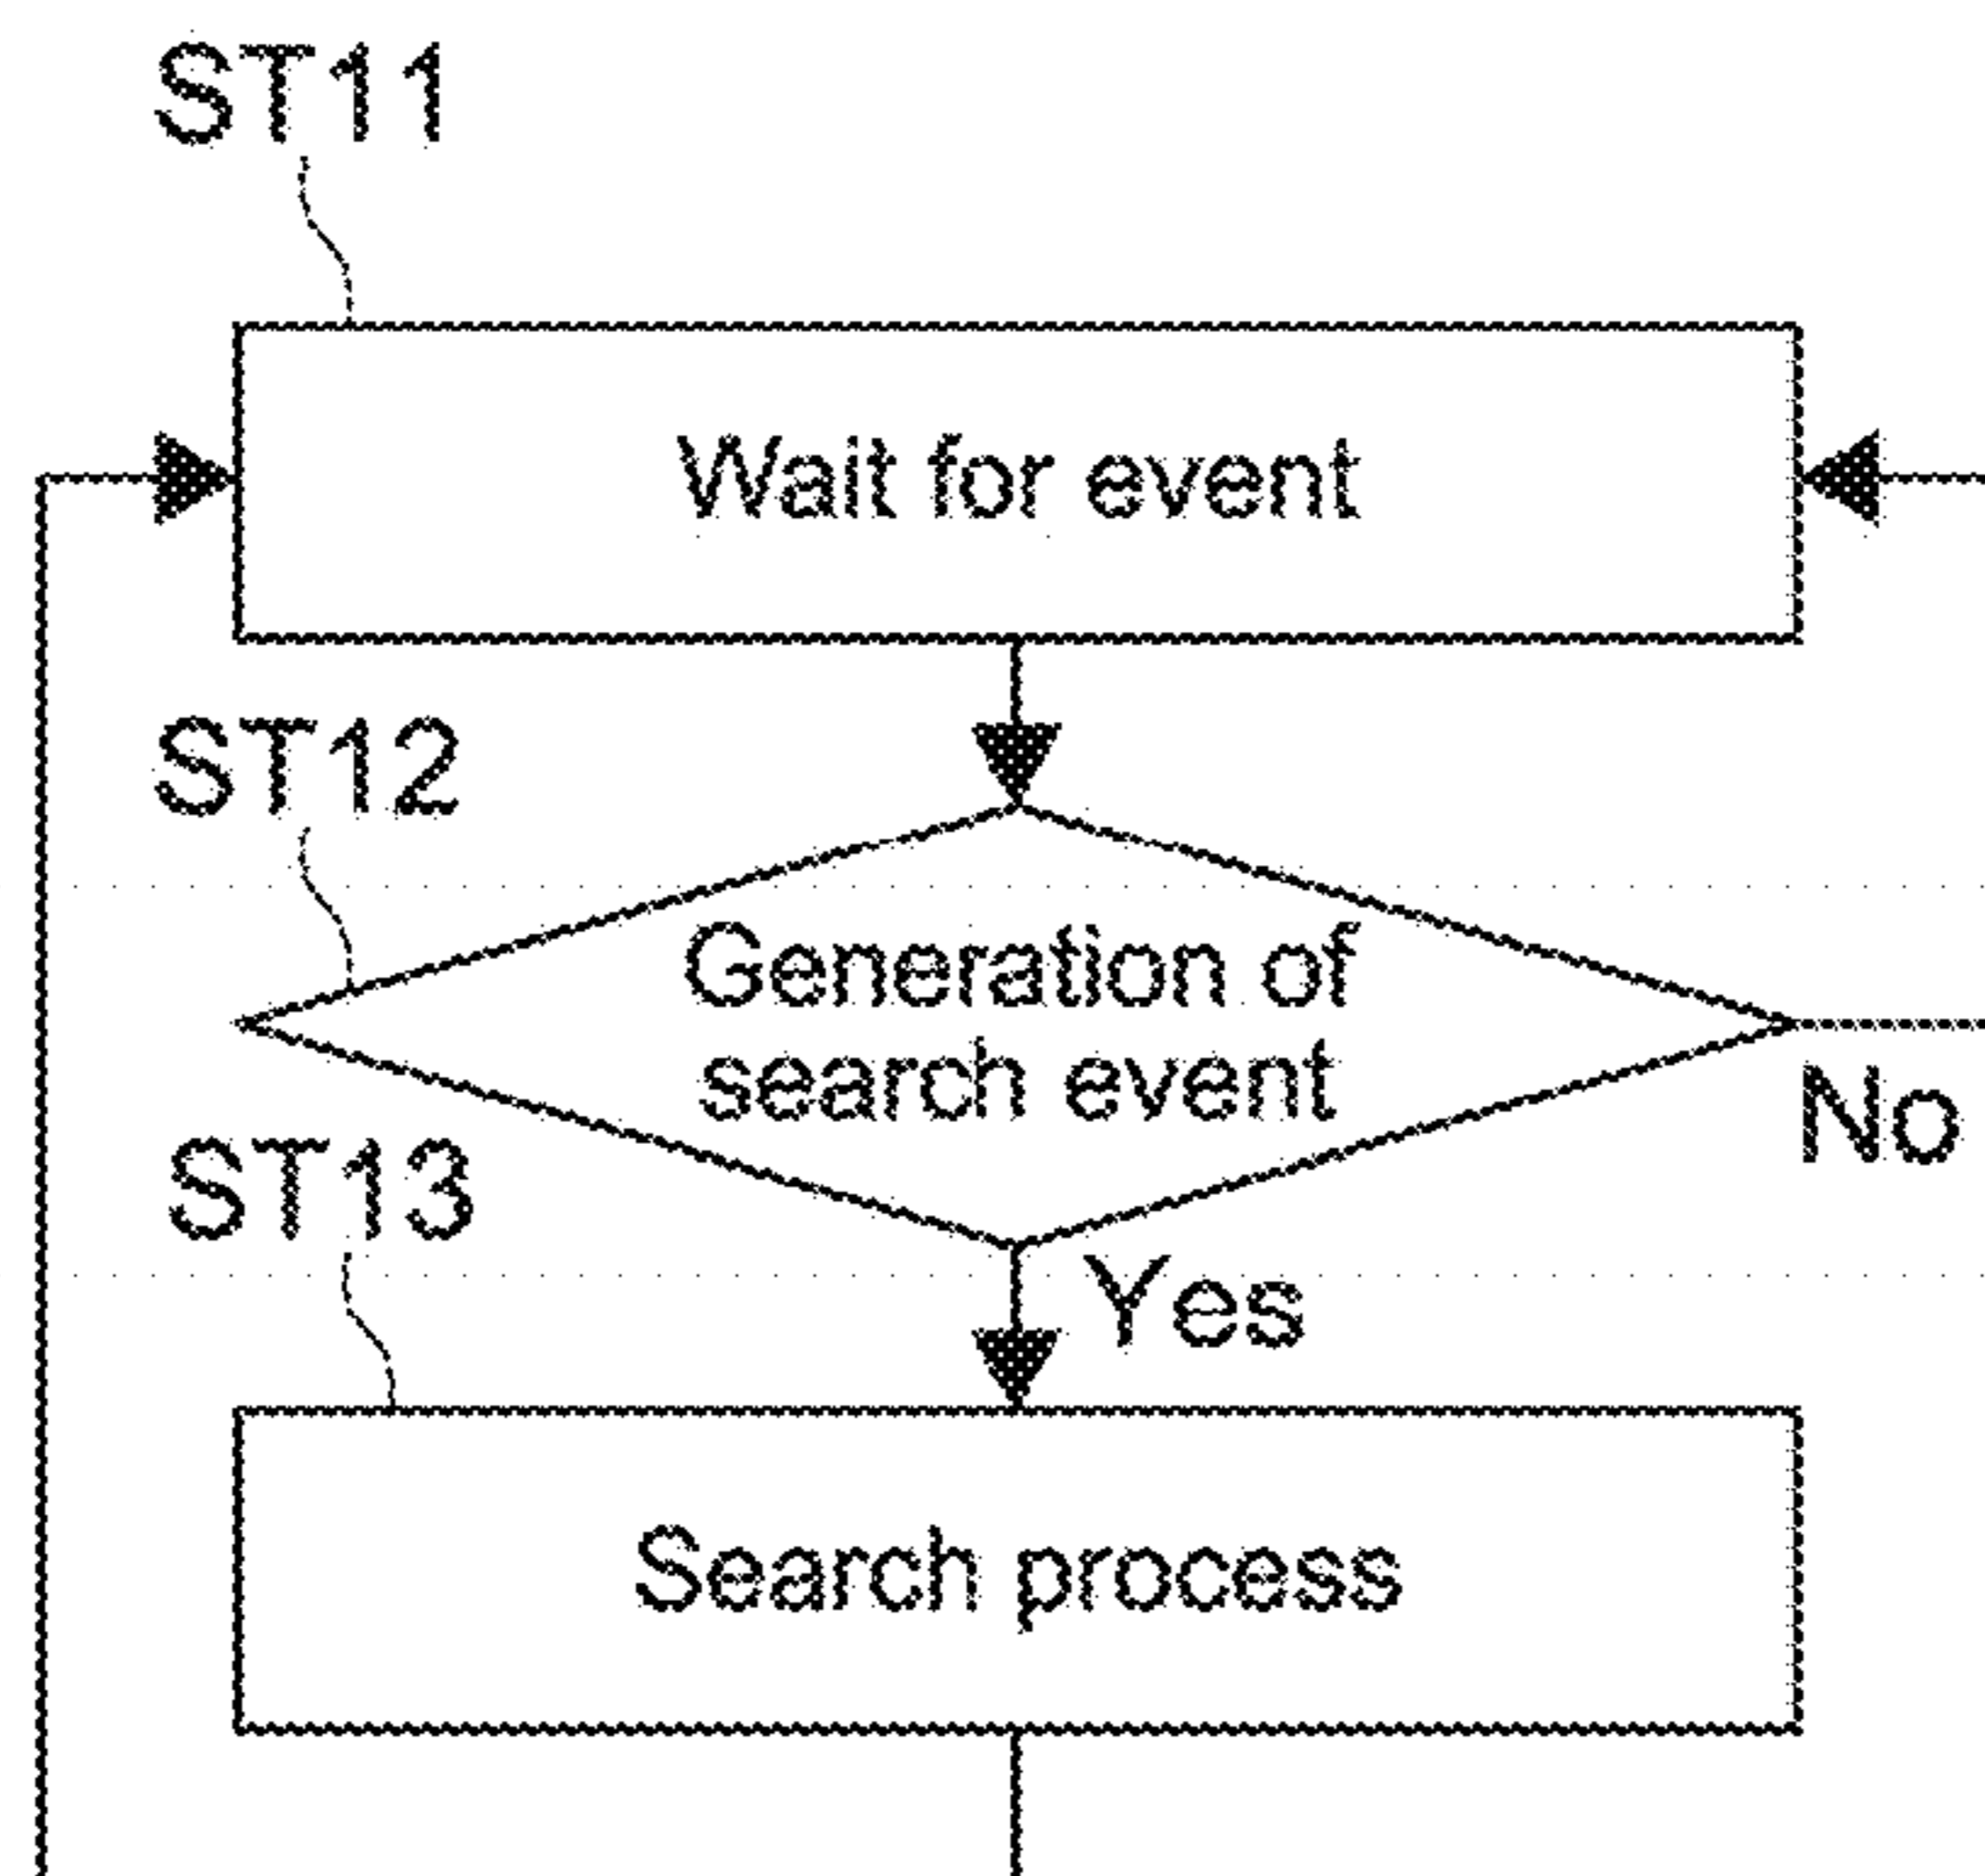 ST11
Wait for event
ST12
Generation of
search event
No
ST13
Yes
Search process